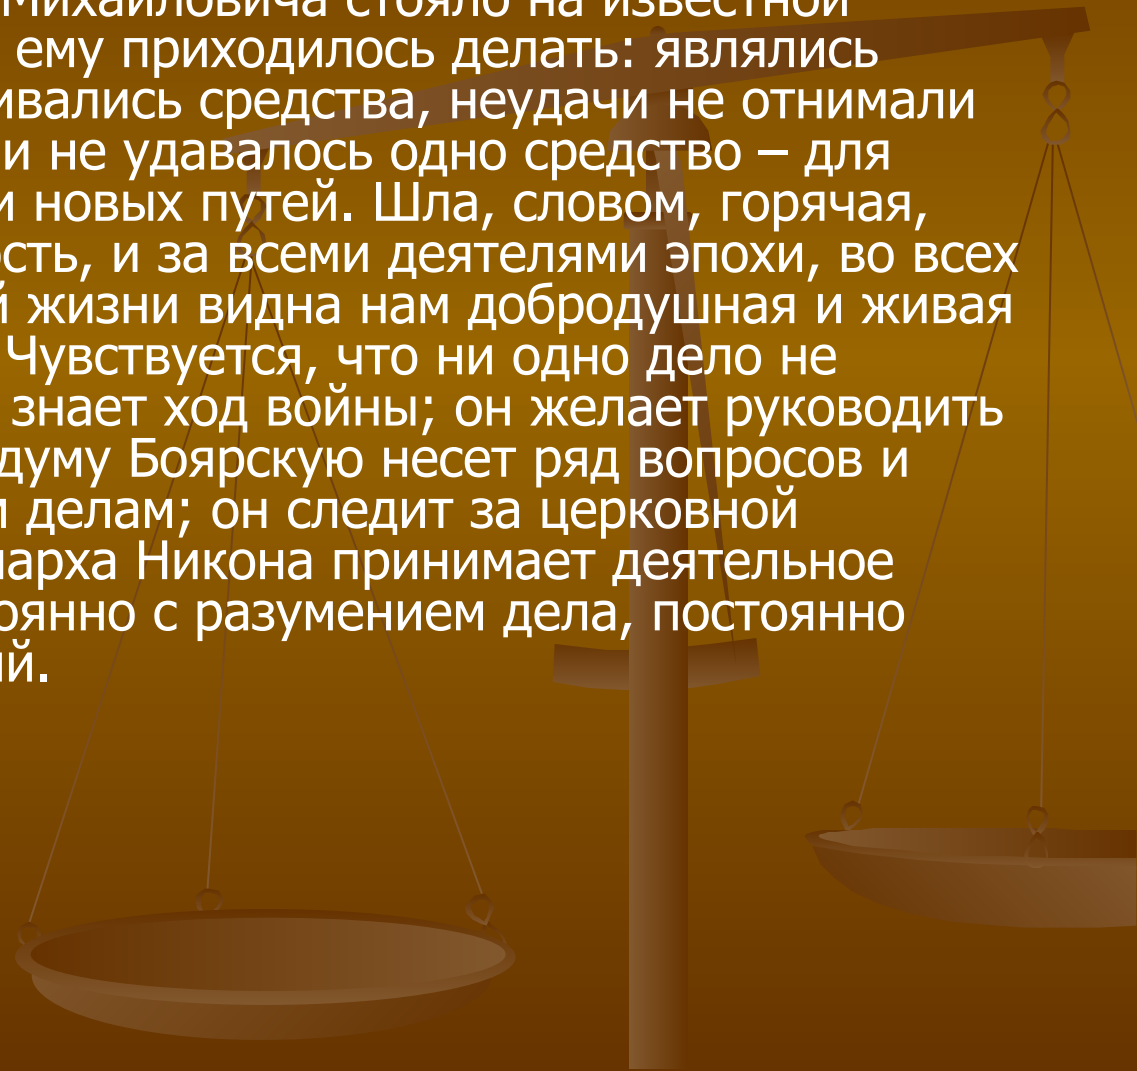 Михайловича стояло на известной
ему приходилось делать: являлись
ивались средства, неудачи не отнимали
и не удавалось одно средство – для
и новых путей. Шла, словом, горячая,
ость, и за всеми деятелями эпохи, во всех
й жизни видна нам добродушная и живая
Чувствуется, что ни одно дело не
знает ход войны; он желает руководить
думу Боярскую несет ряд вопросов и
и делам; он следит за церковной
иарха Никона принимает деятельное
оянно с разумением дела, постоянно
ий.